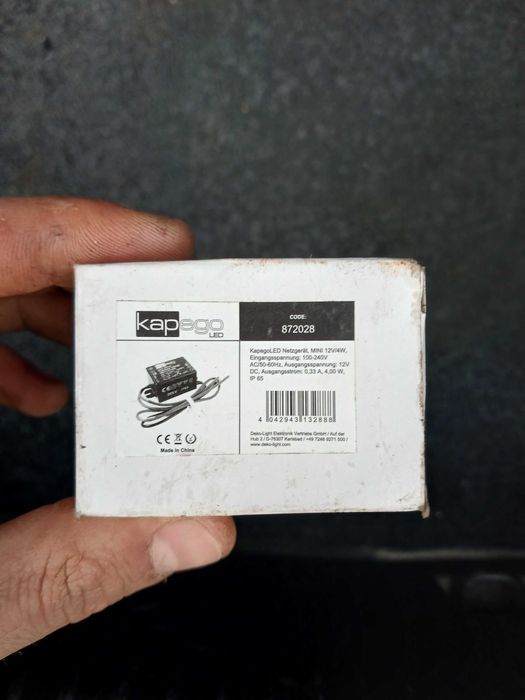 kapego
LED
CODE:
872028
KapegoLED Netzgerät, MINI 12V/4W,
Eingangsspannung: 100-240V
AC/50-60Hz, Ausgangsspannung: 12V
DC, Ausgangsstrom: 0,33 A, 4,00 W,
IP 65
4 042943 132888
Deko-Light Elektronik Vertriebs GmbH / Auf der
Hub 2 / D-76307 Karlsbad / +49 7248 9271 500 /
www.deko-light.com
CE
Made in China